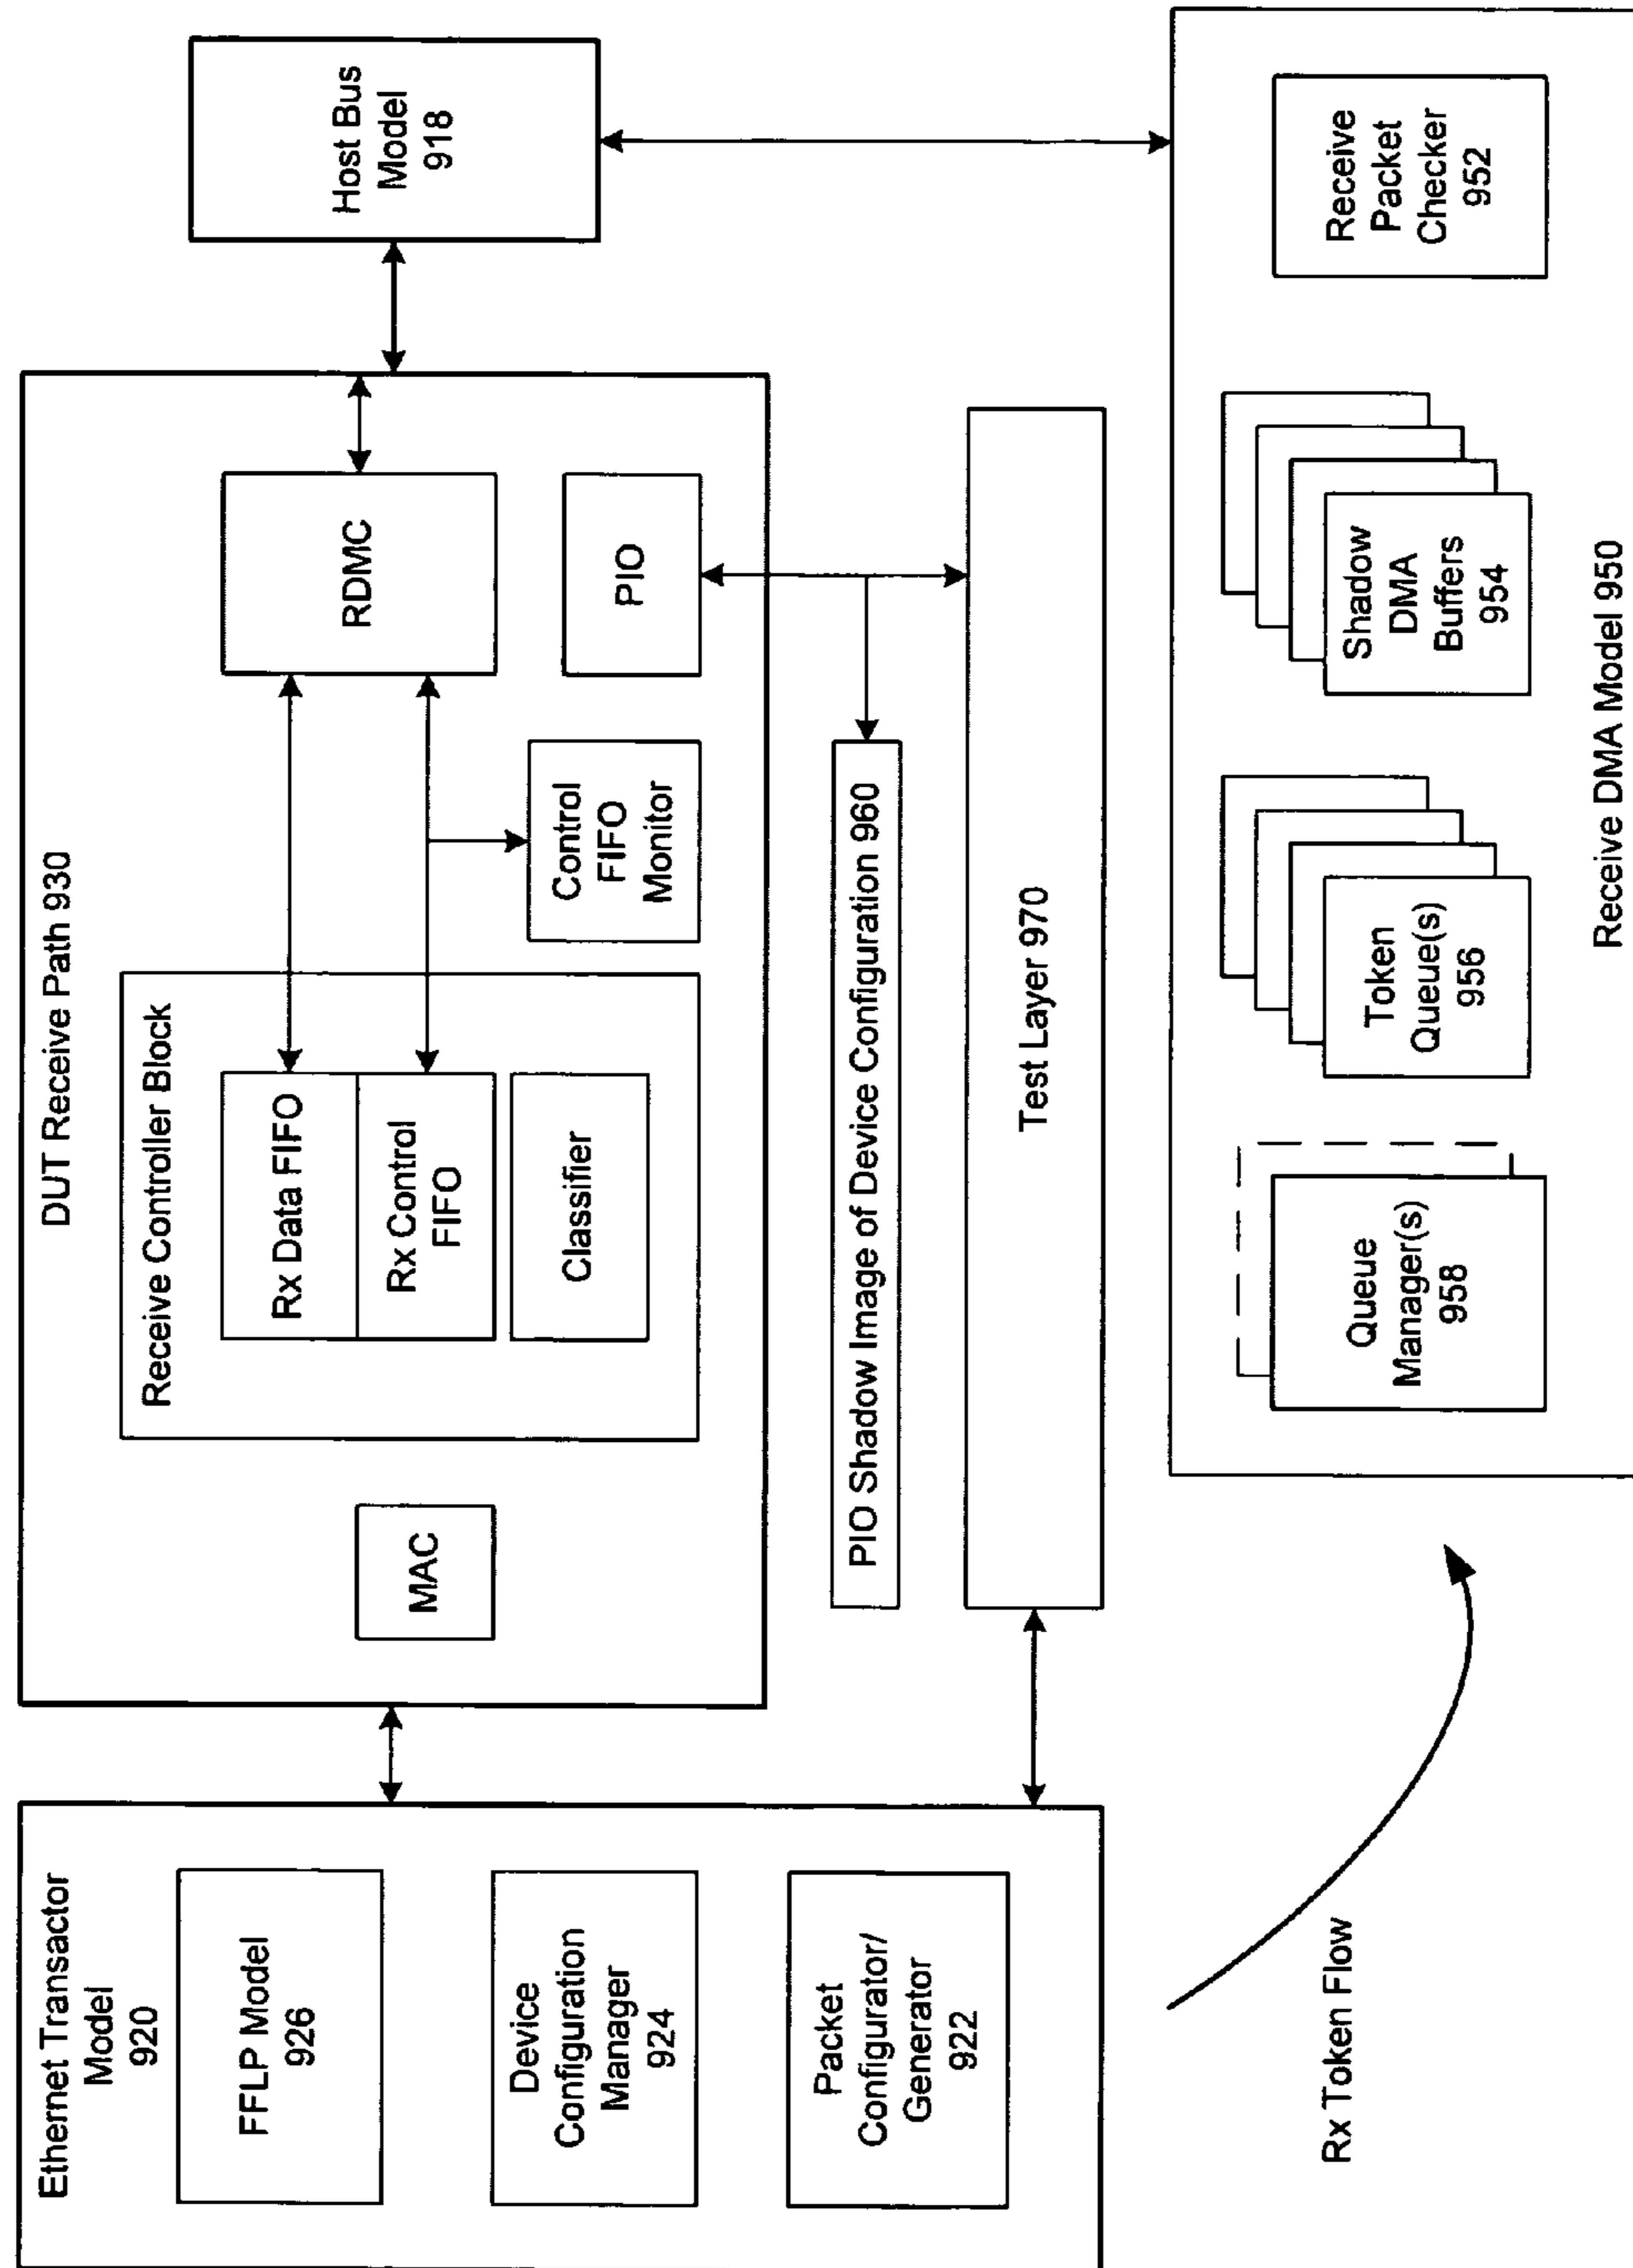 Ethernet Transactor
Model
920
FFLP Model
926
Device
Configuration
Manager
924
Packet
Configurator/
Generator
922
DUT Receive Path 930
MAC
Receive Controller Block
Rx Data FIFO
Rx Control
FIFO
Classifier
Control
FIFO
Monitor
RDMC
PIO
Host Bus
Model
918
PIO Shadow Image of Device Configuration 960
Test Layer 970
Rx Token Flow
Queue
Manager(s)
958
Token
Queue(s)
956
Shadow
DMA
Buffers
954
Receive
Packet
Checker
952
Receive DMA Model 950